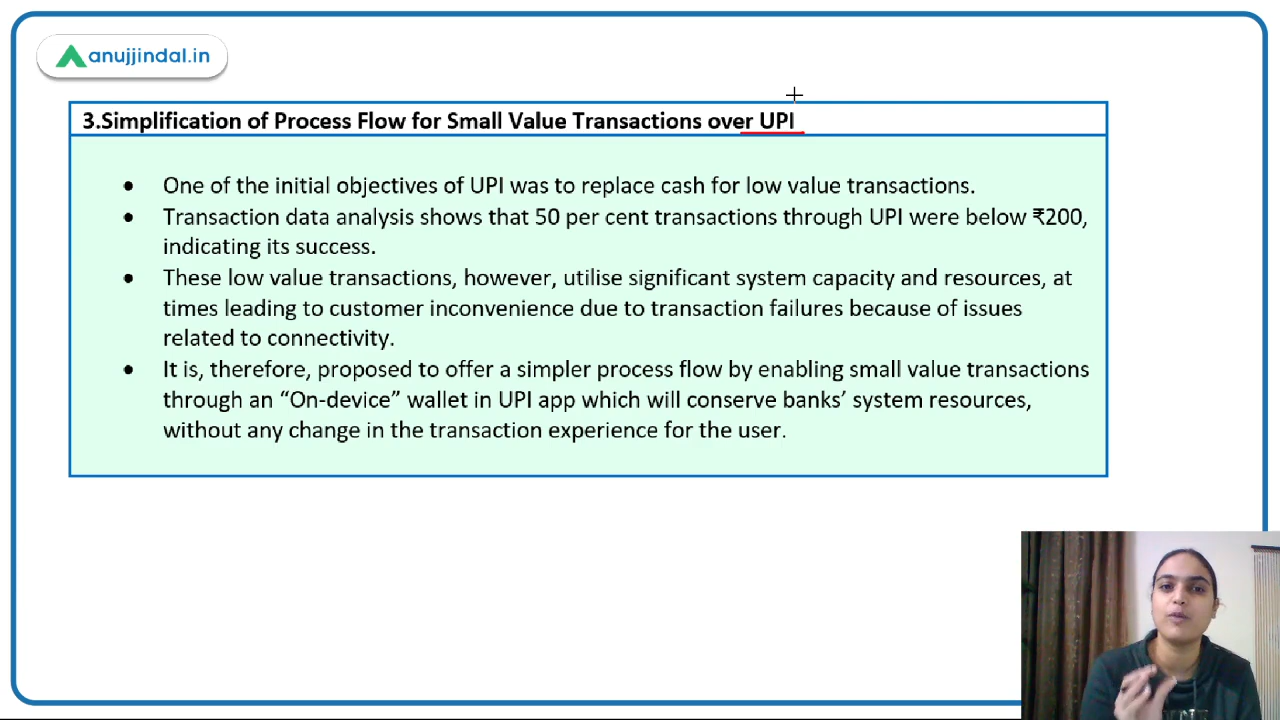 anujjindal.in
3.Simplification of Process Flow for Small Value Transactions over UPI
• One of the initial objectives of UPI was to replace cash for low value transactions.
• Transaction data analysis shows that 50 per cent transactions through UPI were below ₹200,
indicating its success.
• These low value transactions, however, utilise significant system capacity and resources, at
times leading to customer inconvenience due to transaction failures because of issues
related to connectivity.
• It is, therefore, proposed to offer a simpler process flow by enabling small value transactions
through an “On-device” wallet in UPI app which will conserve banks’ system resources,
without any change in the transaction experience for the user.